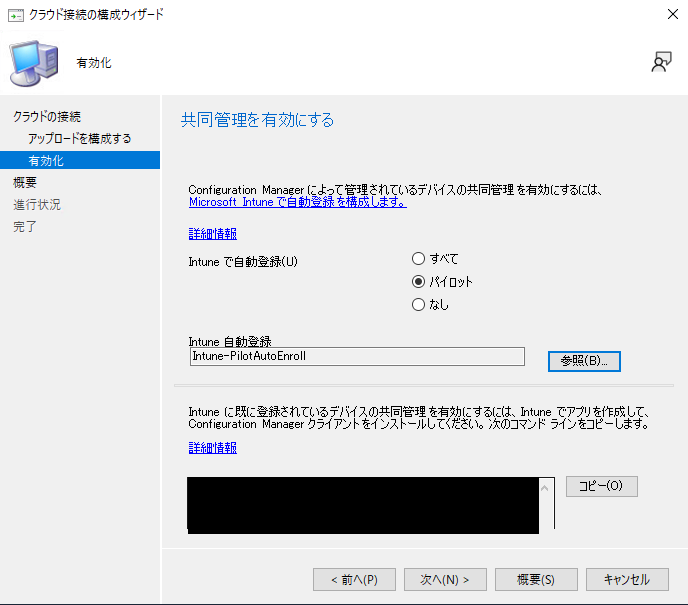 クラウド接続の構成ウィザード
有効化
クラウドの接続
アップロードを構成する
有効化
概要
進行状況
完了
共同管理を有効にする
Configuration Manager によって管理されているデバイスの共同管理を有効にするには、
Microsoft Intune で自動登録を構成します。
詳細情報
Intune で自動登録(U)
すべて
パイロット
なし
Intune 自動登録
Intune-PilotAutoEnroll
参照(B)...
Intune に既に登録されているデバイスの共同管理を有効にするには、Intune でアプリを作成して、
Configuration Manager クライアントをインストールしてください。次のコマンド ラインをコピーします。
詳細情報
コピー(O)
< 前へ(P)
次へ(N) >
概要(S)
キャンセル